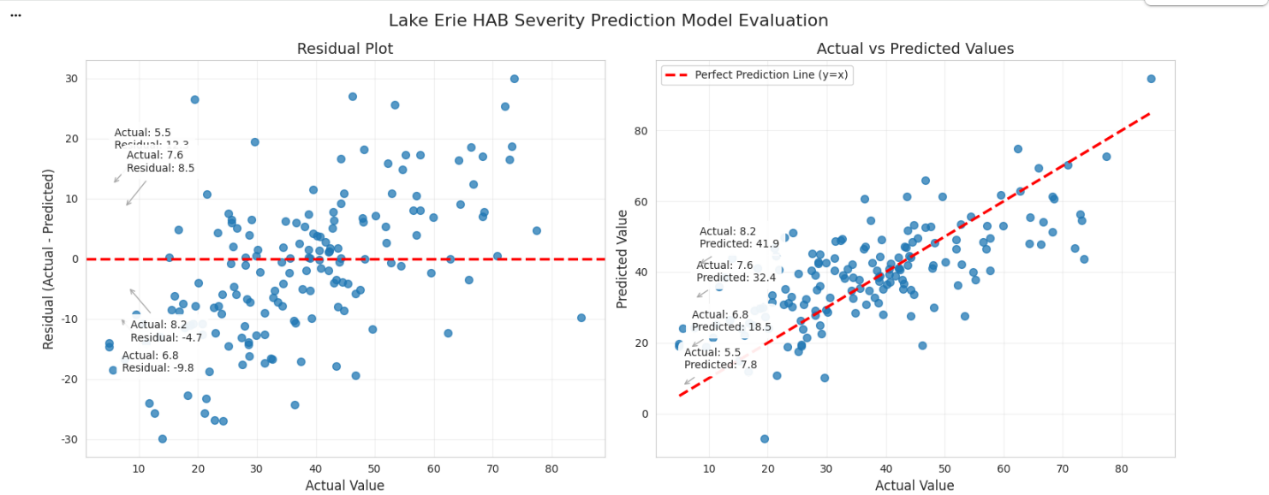 ...
Lake Erie HAB Severity Prediction Model Evaluation
Residual Plot
Residual (Actual - Predicted)
30
20
10
0
-10
-20
-30
Actual: 5.5
Residual: 12.3
Actual: 7.6
Residual: 8.5
Actual: 8.2
Residual: -4.7
Actual: 6.8
Residual: -9.8
10 20 30 40 50 60 70 80
Actual Value
Actual vs Predicted Values
Perfect Prediction Line (y=x)
Predicted Value
80
60
40
20
0
Actual: 8.2
Predicted: 41.9
Actual: 7.6
Predicted: 32.4
Actual: 6.8
Predicted: 18.5
Actual: 5.5
Predicted: 7.8
10 20 30 40 50 60 70 80
Actual Value